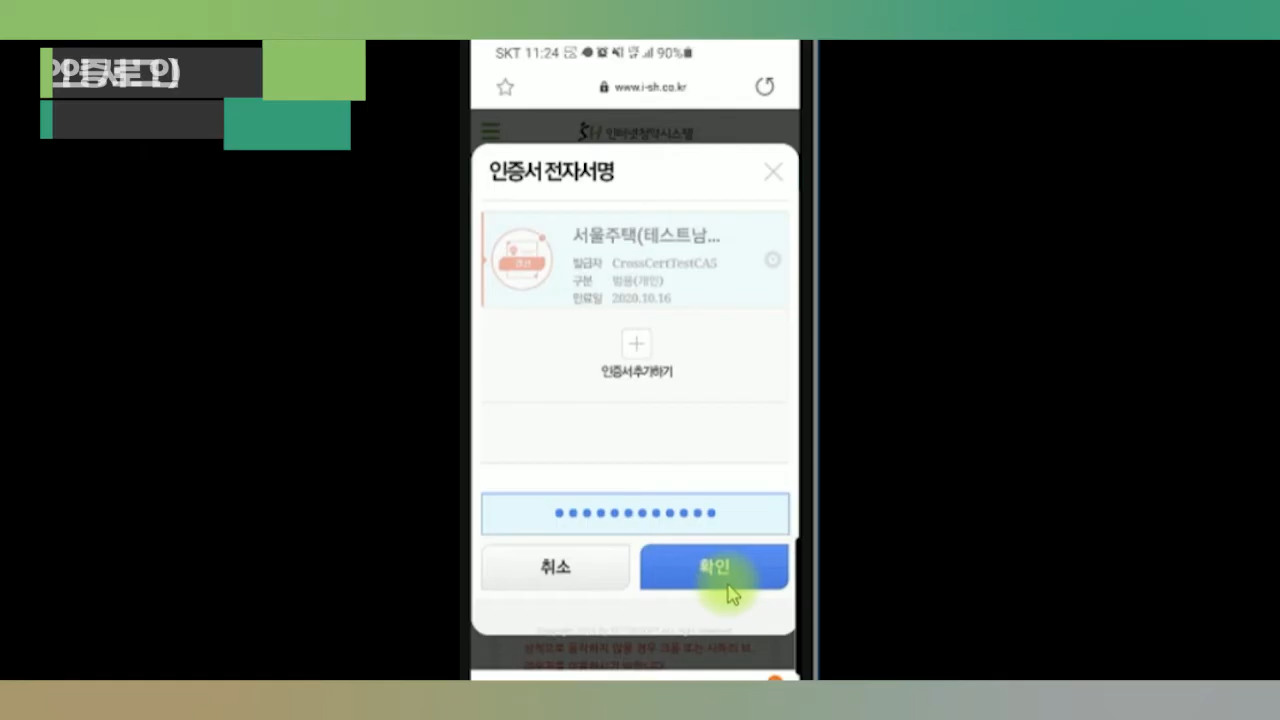 SKT 11:24
90%
www.i-sh.co.kr
SH 인터넷청약시스템
인증서 전자서명
서울주택(테스트남...
발급자 CrossCertTestCA5
구분 범용(개인)
만료일 2020.10.16
인증서 추가하기
취소
확인